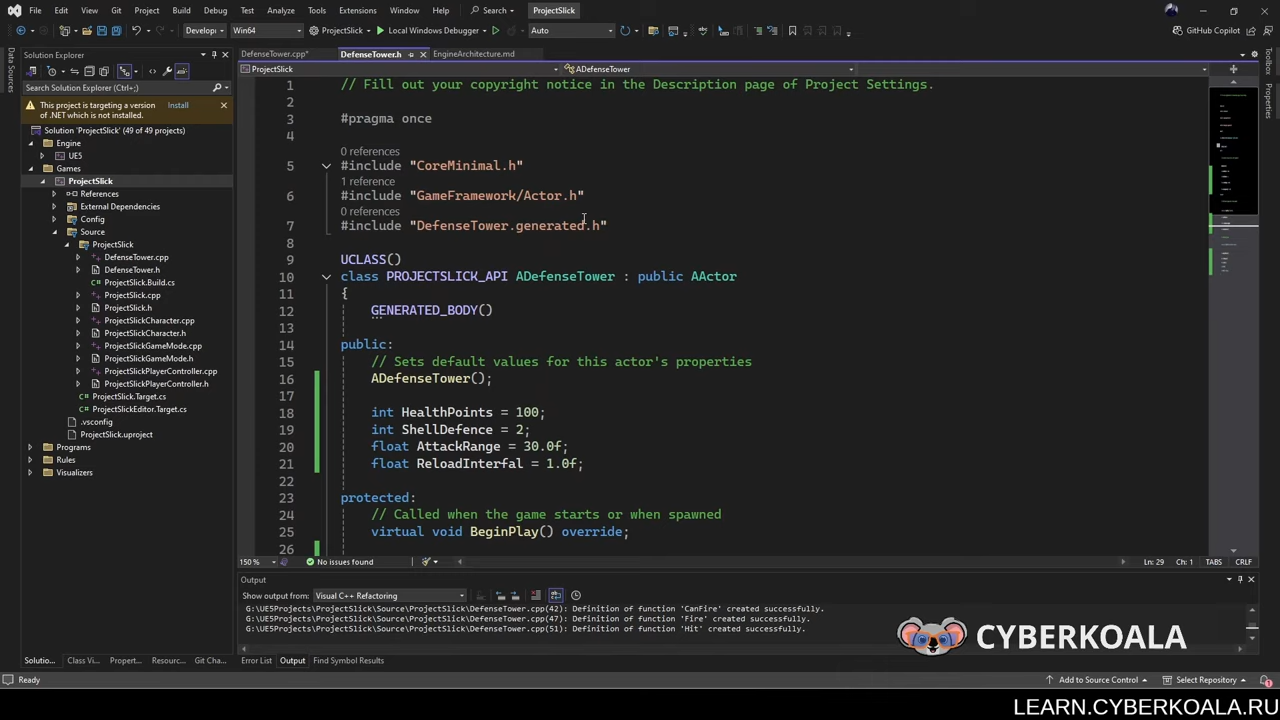 File Edit View Git Project Build Debug Test Analyze Tools Extensions Window Help Search ProjectSlick
Develop Win64 ProjectSlick Local Windows Debugger Auto GitHub Copilot
Data Sources
Solution Explorer
Search Solution Explorer (Ctrl+;)
This project is targeting a version Install
of .NET which is not installed.
Solution 'ProjectSlick' (49 of 49 projects)
Engine
UE5
Games
ProjectSlick
References
External Dependencies
Config
Source
ProjectSlick
DefenseTower.cpp
DefenseTower.h
ProjectSlick.Build.cs
ProjectSlick.cpp
ProjectSlick.h
ProjectSlickCharacter.cpp
ProjectSlickCharacter.h
ProjectSlickGameMode.cpp
ProjectSlickGameMode.h
ProjectSlickPlayerController.cpp
ProjectSlickPlayerController.h
ProjectSlick.Target.cs
ProjectSlickEditor.Target.cs
.vsconfig
ProjectSlick.uproject
Programs
Rules
Visualizers
Soluti... Class Vi... Propert... Resourc... Git Cha...
DefenseTower.cpp* DefenseTower.h EngineArchitecture.md
ProjectSlick ADefenseTower
1 // Fill out your copyright notice in the Description page of Project Settings.
2
3 #pragma once
4
0 references
5 #include "CoreMinimal.h"
1 reference
6 #include "GameFramework/Actor.h"
0 references
7 #include "DefenseTower.generated.h"
8
9 UCLASS()
10 class PROJECTSLICK_API ADefenseTower : public AActor
11 {
12 GENERATED_BODY()
13
14 public:
15 // Sets default values for this actor's properties
16 ADefenseTower();
17
18 int HealthPoints = 100;
19 int ShellDefence = 2;
20 float AttackRange = 30.0f;
21 float ReloadInterfal = 1.0f;
22
23 protected:
24 // Called when the game starts or when spawned
25 virtual void BeginPlay() override;
26
150 % No issues found Ln: 29 Ch: 1 TABS CRLF
Output
Show output from: Visual C++ Refactoring
G:\UE5Projects\ProjectSlick\Source\ProjectSlick\DefenseTower.cpp(42): Definition of function 'CanFire' created successfully.
G:\UE5Projects\ProjectSlick\Source\ProjectSlick\DefenseTower.cpp(47): Definition of function 'Fire' created successfully.
G:\UE5Projects\ProjectSlick\Source\ProjectSlick\DefenseTower.cpp(51): Definition of function 'Hit' created successfully.
Error List Output Find Symbol Results
Properties
CYBERKOALA
Ready Add to Source Control Select Repository
LEARN.CYBERKOALA.RU